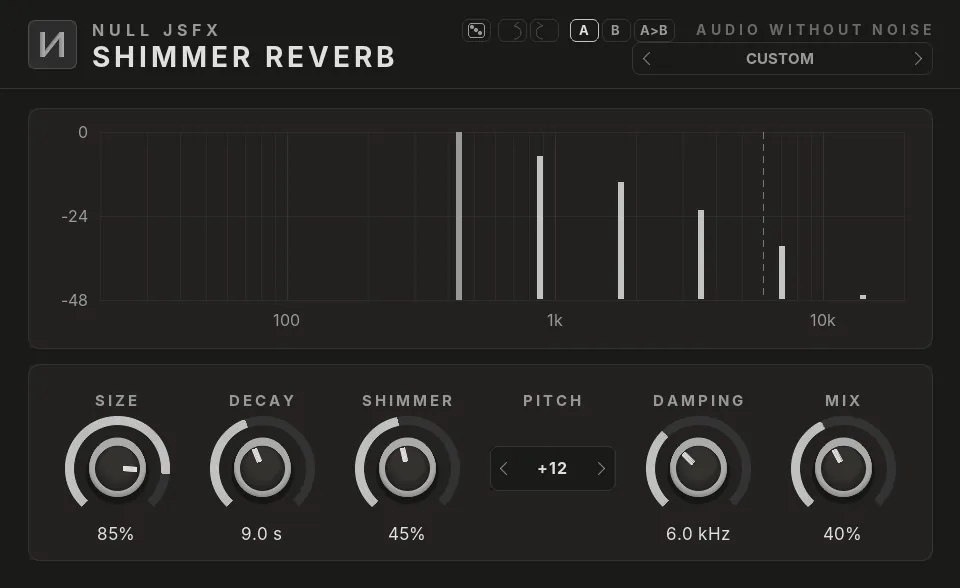 NULL JSFX
SHIMMER REVERB
A B A>B
AUDIO WITHOUT NOISE
CUSTOM
0
-24
-48
100 1k 10k
SIZE DECAY SHIMMER PITCH DAMPING MIX
+12
85% 9.0 s 45% 6.0 kHz 40%